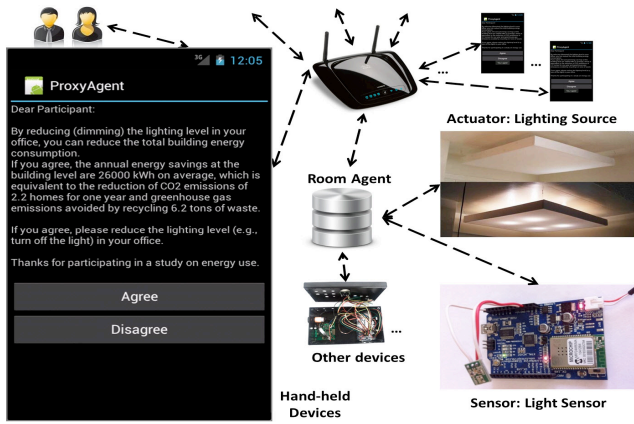 3G 12:05
ProxyAgent
Dear Participant:
By reducing (dimming) the lighting level in your
office, you can reduce the total building energy
consumption.
If you agree, the annual energy savings at the
building level are 26000 kWh on average, which is
equivalent to the reduction of CO2 emissions of
2.2 homes for one year and greenhouse gas
emissions avoided by recycling 6.2 tons of waste.
If you agree, please reduce the lighting level (e.g.,
turn off the light) in your office.
Thanks for participating in a study on energy use.
Agree
Disagree
Hand-held
Devices
...
...
Actuator: Lighting Source
Room Agent
...
Other devices
Sensor: Light Sensor